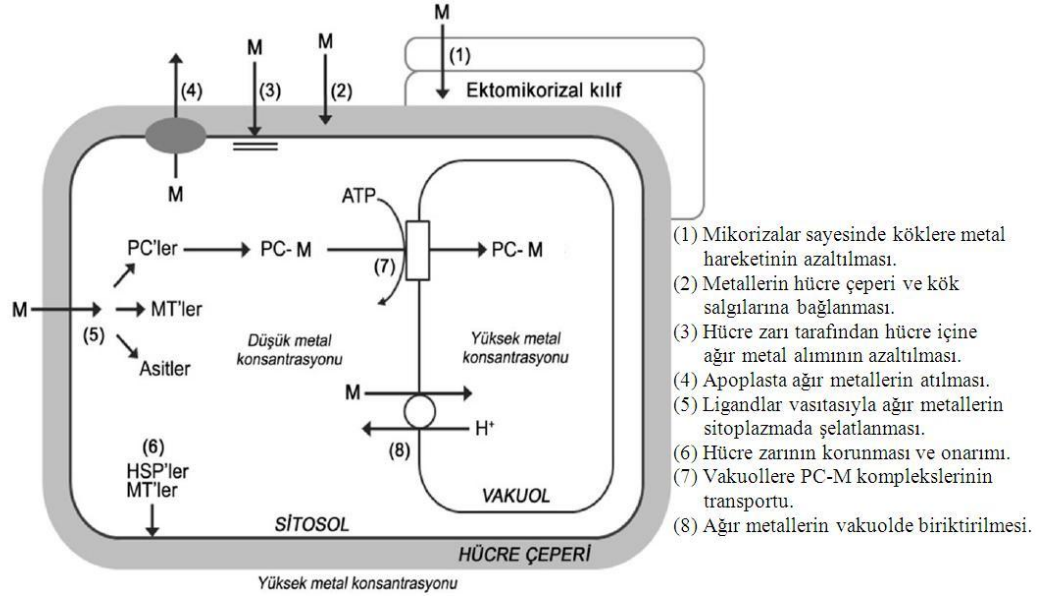 M
M
M
(1)
(4)
(3)
(2)
Ektomikorizal kılıf
M
ATP
PC'ler
PC- M
(7)
PC- M
M
(5)
MT'ler
Asitler
Düşük metal
konsantrasyonu
Yüksek metal
konsantrasyonu
M
H⁺
(8)
(6)
HSP'ler
MT'ler
VAKUOL
SİTOSOL
HÜCRE ÇEPERİ
Yüksek metal konsantrasyonu
(1) Mikorizalar sayesinde köklere metal
hareketinin azaltılması.
(2) Metallerin hücre çeperi ve kök
salgılarına bağlanması.
(3) Hücre zarı tarafından hücre içine
ağır metal alımının azaltılması.
(4) Apoplasta ağır metallerin atılması.
(5) Ligandlar vasıtasıyla ağır metallerin
sitoplazmada şelatlanması.
(6) Hücre zarının korunması ve onarımı.
(7) Vakuollere PC-M komplekslerinin
transportu.
(8) Ağır metallerin vakuolde biriktirilmesi.